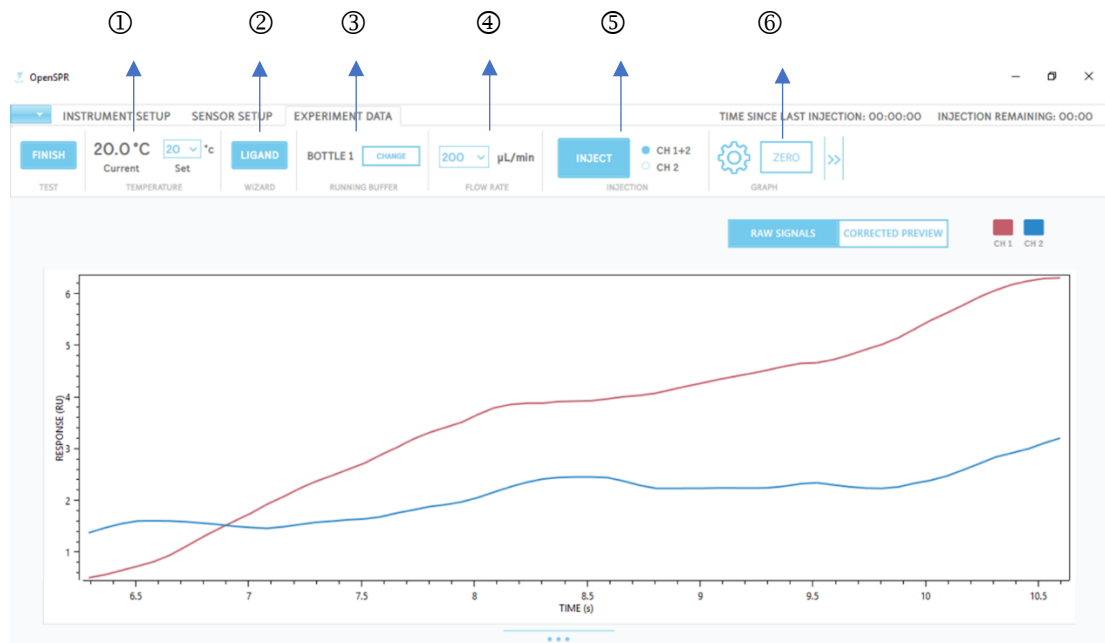 ① ② ③ ④ ⑤ ⑥
OpenSPR
INSTRUMENT SETUP SENSOR SETUP EXPERIMENT DATA TIME SINCE LAST INJECTION: 00:00:00 INJECTION REMAINING: 00:00
FINISH 20.0°C 20 °c LIGAND BOTTLE 1 CHANGE 200 µL/min INJECT CH 1+2 ZERO >>
Current Set CH 2
TEST TEMPERATURE WIZARD RUNNING BUFFER FLOW RATE INJECTION GRAPH
RAW SIGNALS CORRECTED PREVIEW
CH 1 CH 2
RESPONSE (RU)
6
5
4
3
2
1
6.5 7 7.5 8 8.5 9 9.5 10 10.5
TIME (s)